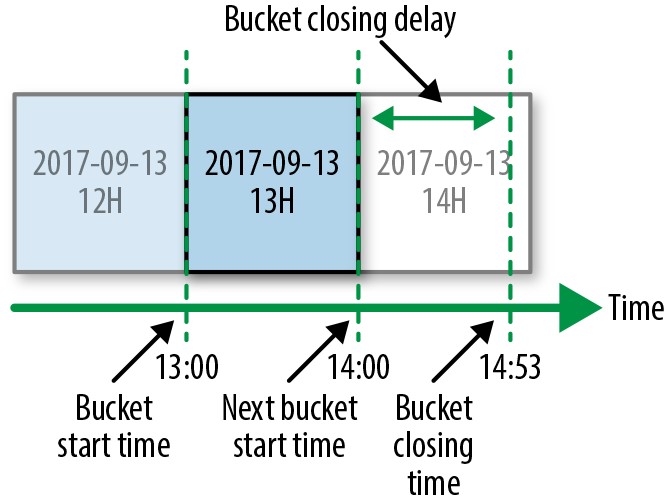 Bucket closing delay
2017-09-13
12H
2017-09-13
13H
2017-09-13
14H
Time
13:00
14:00
14:53
Bucket
start time
Next bucket
start time
Bucket
closing
time